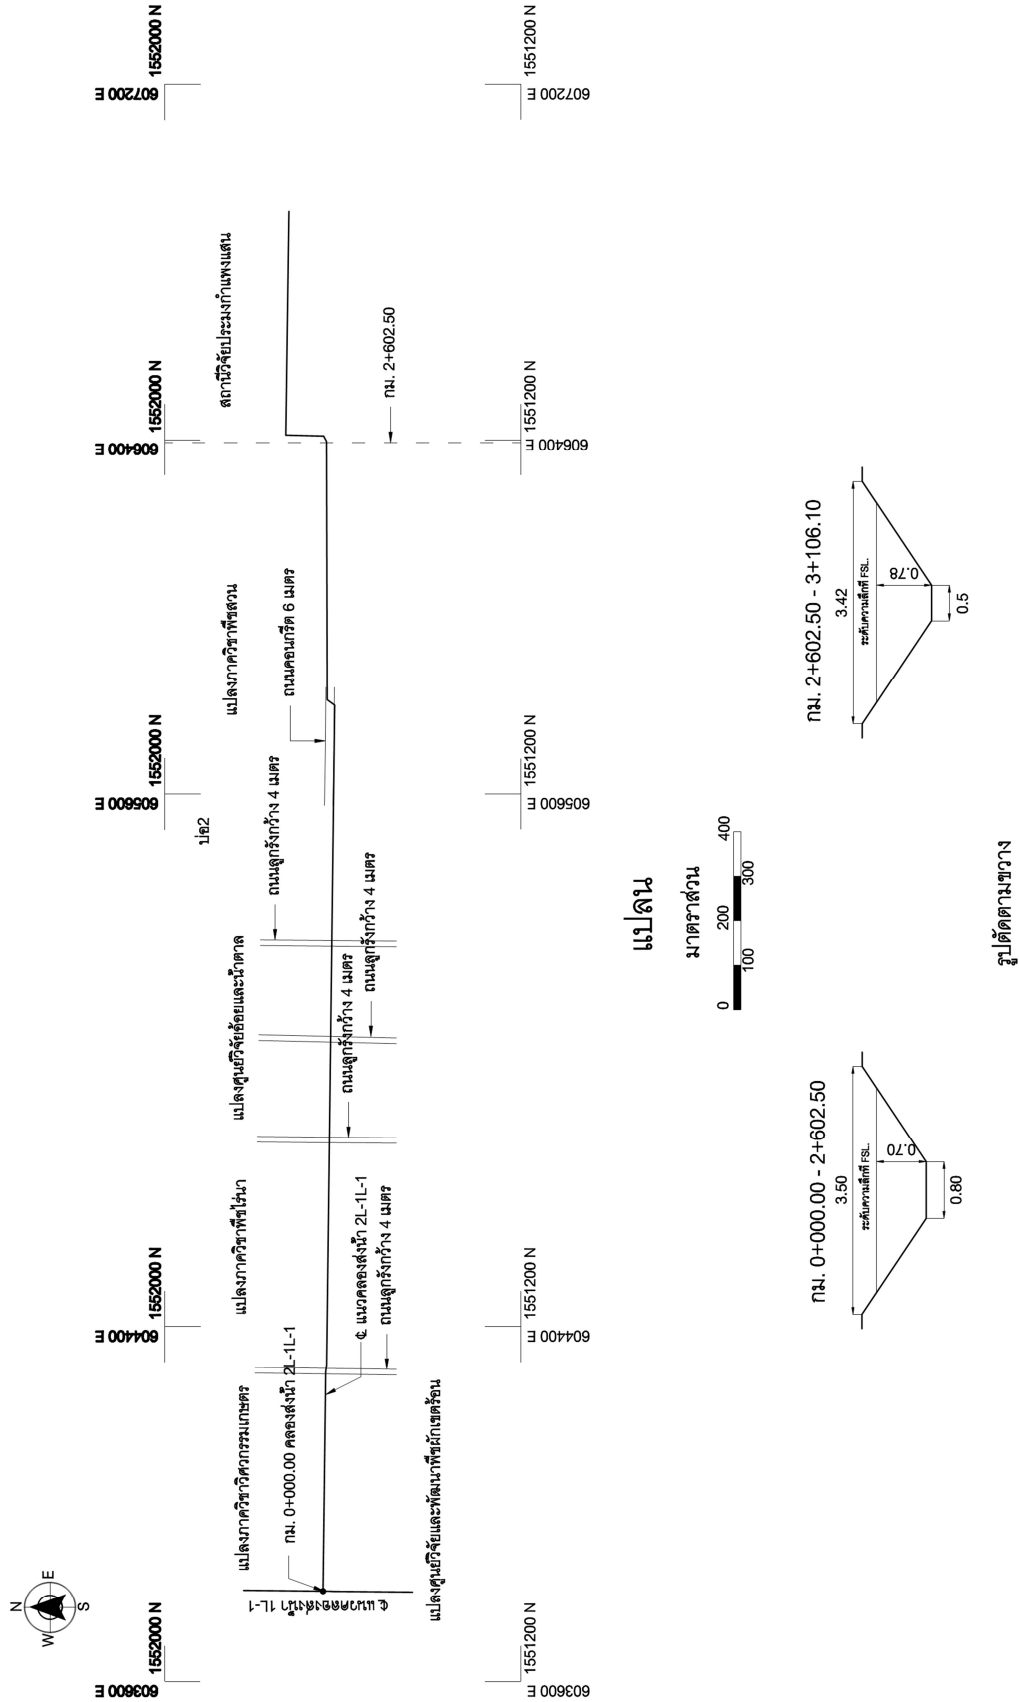 N
W
E
S
603600 E
1552000 N
604400 E
1552000 N
605600 E
1552000 N
606400 E
1552000 N
607200 E
1552000 N
แปลงภาควิชาวิศวกรรมเกษตร
แปลงภาควิชาพืชไร่นา
แปลงศูนย์วิจัยอ้อยและน้ำตาล
บ่อ2
แปลงภาควิชาพืชสวน
สถานีวิจัยประมงกำแพงแสน
กม. 0+000.00 คลองส่งน้ำ 2L-1L-1
℄ แนวคลองส่งน้ำ 1L-1
℄ แนวคลองส่งน้ำ 2L-1L-1
ถนนลูกรังกว้าง 4 เมตร
ถนนลูกรังกว้าง 4 เมตร
ถนนลูกรังกว้าง 4 เมตร
ถนนลูกรังกว้าง 4 เมตร
ถนนคอนกรีต 6 เมตร
กม. 2+602.50
แปลงศูนย์วิจัยและพัฒนาพืชผักเขตร้อน
603600 E
1551200 N
604400 E
1551200 N
605600 E
1551200 N
606400 E
1551200 N
607200 E
1551200 N
แปลน
มาตราส่วน
0 200 400
100 300
กม. 0+000.00 - 2+602.50
3.50
ระดับความลึกที่ FSL.
0.70
0.80
กม. 2+602.50 - 3+106.10
3.42
ระดับความลึกที่ FSL.
0.78
0.5
รูปตัดตามขวาง